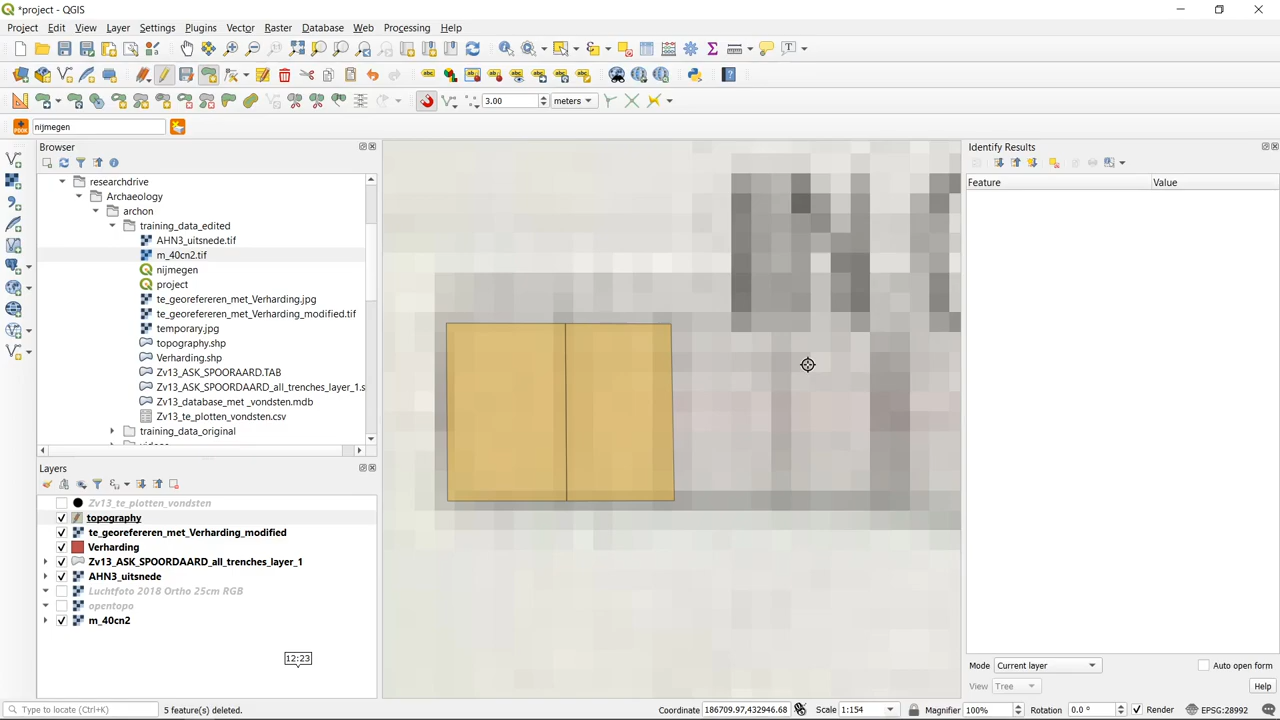 *project — QGIS
Project Edit View Layer Settings Plugins Vector Raster Database Web Processing Help
3.00 meters
nijmegen
Browser
researchdrive
Archaeology
archon
training_data_edited
AHN3_uitsnede.tif
m_40cn2.tif
nijmegen
project
te_georefereren_met_Verharding.jpg
te_georefereren_met_Verharding_modified.tif
temporary.jpg
topography.shp
Verharding.shp
Zv13_ASK_SPOORAARD.TAB
Zv13_ASK_SPOORDAARD_all_trenches_layer_1.s
Zv13_database_met _vondsten.mdb
Zv13_te_plotten_vondsten.csv
training_data_original
Layers
Zv13_te_plotten_vondsten
topography
te_georefereren_met_Verharding_modified
Verharding
Zv13_ASK_SPOORDAARD_all_trenches_layer_1
AHN3_uitsnede
Luchtfoto 2018 Ortho 25cm RGB
opentopo
m_40cn2
12:23
Identify Results
Feature Value
Mode Current layer Auto open form
View Tree Help
Type to locate (Ctrl+K) 5 feature(s) deleted. Coordinate 186709.97,432946.68 Scale 1:154 Magnifier 100% Rotation 0.0 ° Render EPSG:28992